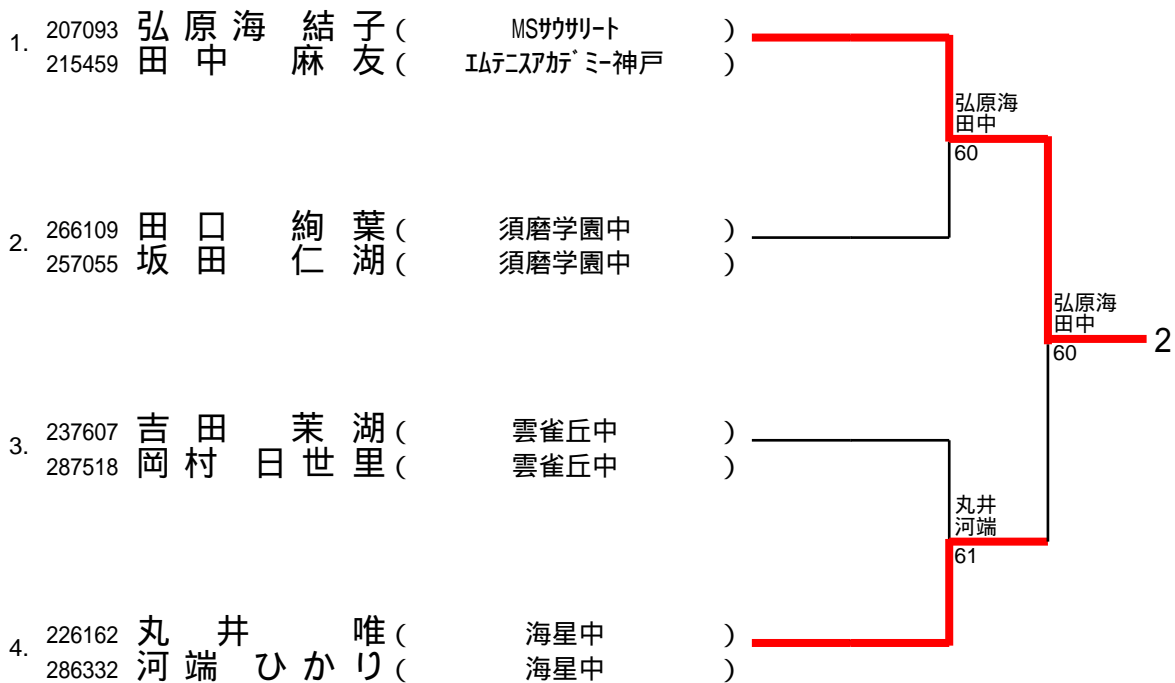 1. 207093 弘原海 結子 ( MSサウサリート )
215459 田中 麻友 ( エムテニスアカデミー神戸 )
弘原海
田中
60
2. 266109 田口 絢葉 ( 須磨学園中 )
257055 坂田 仁湖 ( 須磨学園中 )
弘原海
田中
60
2
3. 237607 吉田 茉湖 ( 雲雀丘中 )
287518 岡村 日世里 ( 雲雀丘中 )
丸井
河端
61
4. 226162 丸井 唯 ( 海星中 )
286332 河端 ひかり ( 海星中 )